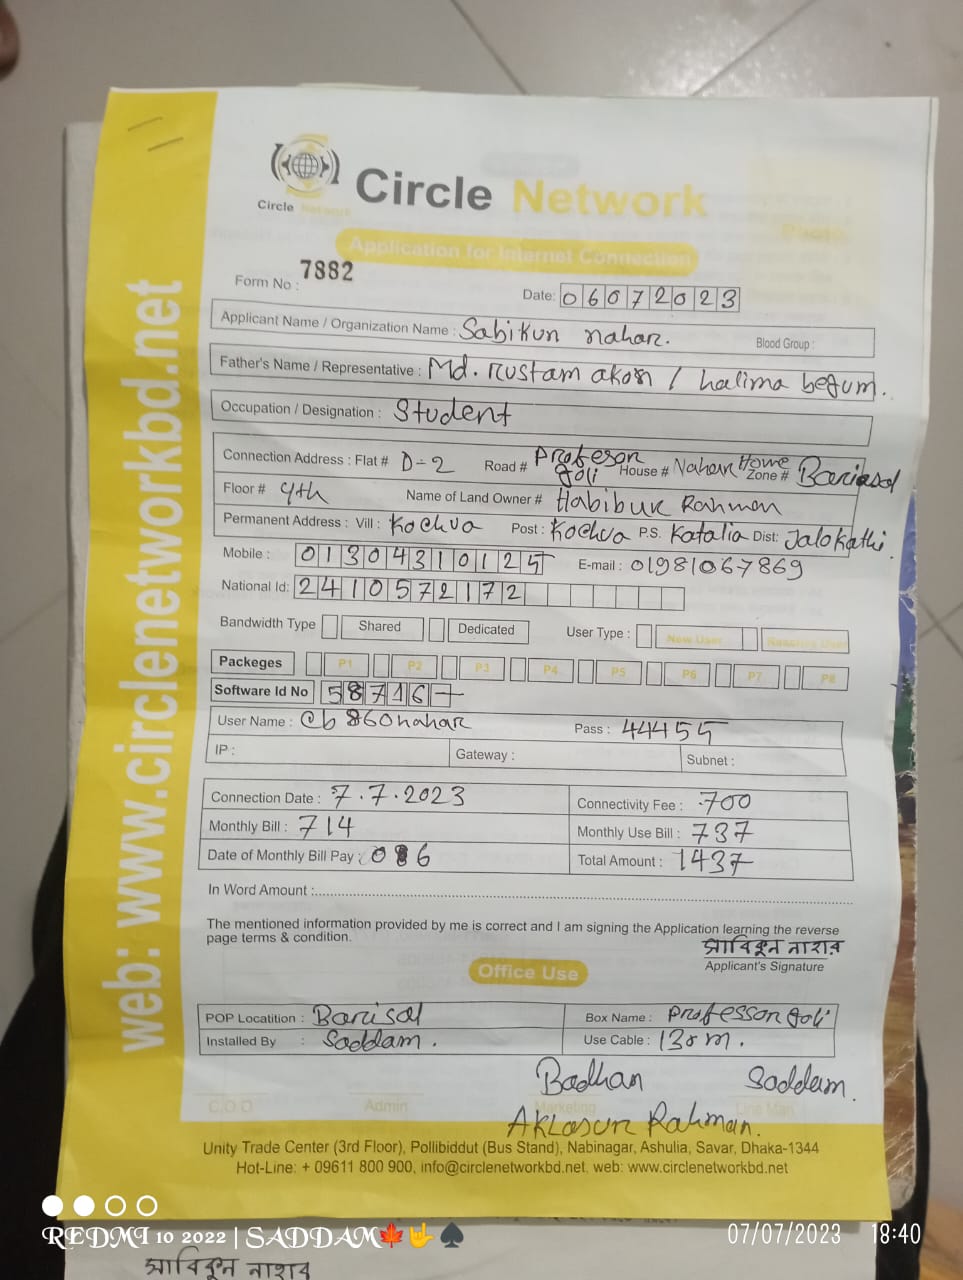 Circle Network
Circle Network
Application for Internet Connection
Form No : 7882
Date: 06072023
Applicant Name / Organization Name : Sabikun nahar. Blood Group :
Father's Name / Representative : Md. Rustam akon / halima begum.
Occupation / Designation : Student
Connection Address : Flat # D-2 Road # Profeson Goli House # Nahar Home Zone # Barisal
Floor # 4th Name of Land Owner # Habibur Rahman
Permanent Address : Vill : Kochva Post : Kochva P.S. Katalia Dist: Jalokathi.
Mobile : 01304310125 E-mail : 01981067869
National Id: 2410572172
Bandwidth Type Shared Dedicated User Type : New User
Packeges P1 P2 P3 P4 P5 P6 P7 P8
Software Id No 58716
User Name : @b 860nahar Pass : 44455
IP : Gateway : Subnet :
Connection Date : 7.7.2023 Connectivity Fee : 700
Monthly Bill : 714 Monthly Use Bill : 737
Date of Monthly Bill Pay : Total Amount : 1437
In Word Amount :
The mentioned information provided by me is correct and I am signing the Application learning the reverse
page terms & condition.
সাবিকুন নাহার
Applicant's Signature
Office Use
POP Locatition : Barisal Box Name : Professor Goli
Installed By : Saddam. Use Cable : 130m.
Badhan Saddam.
C.O.O Admin Marketing Line Man
Aklasur Rahman.
Unity Trade Center (3rd Floor), Pollibiddut (Bus Stand), Nabinagar, Ashulia, Savar, Dhaka-1344
Hot-Line: + 09611 800 900, info@circlenetworkbd.net, web: www.circlenetworkbd.net
web: www.circlenetworkbd.net
REDMI 10 2022 | SADDAM🍁🤟♠
07/07/2023 18:40
সাবিকুন নাহার